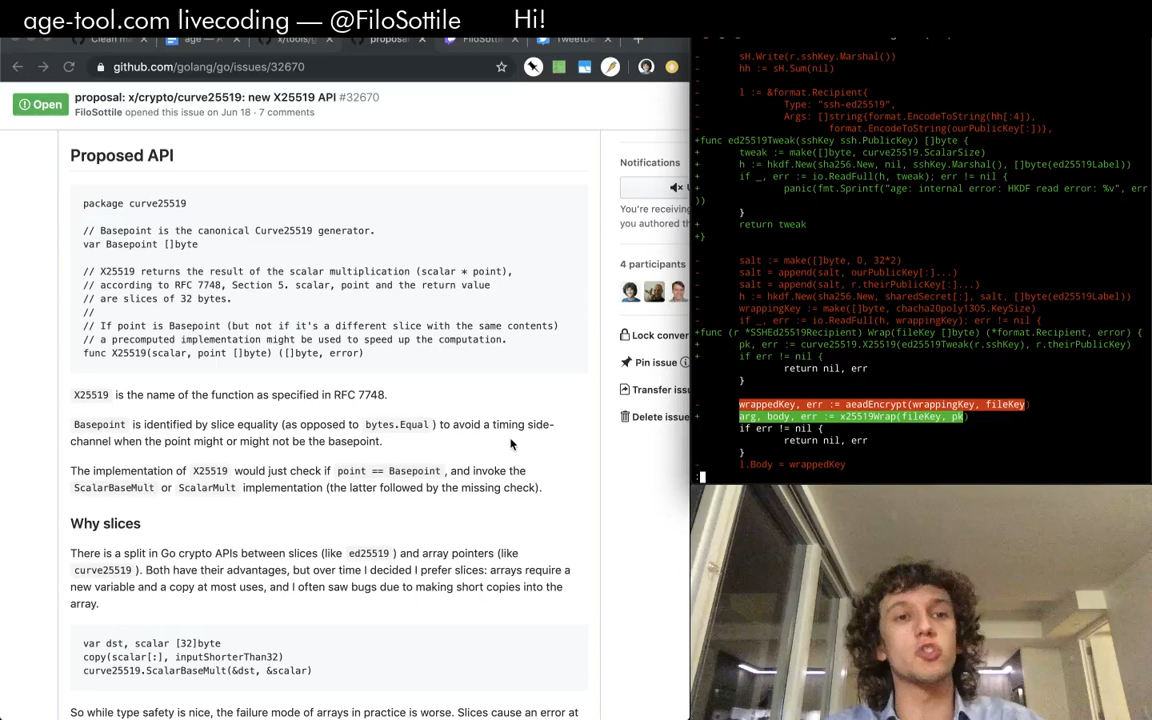 age-tool.com livecoding — @FiloSottile
Hi!
github.com/golang/go/issues/32670
Open
proposal: x/crypto/curve25519: new X25519 API #32670
FiloSottile opened this issue on Jun 18 · 7 comments
Proposed API
package curve25519
// Basepoint is the canonical Curve25519 generator.
var Basepoint []byte
// X25519 returns the result of the scalar multiplication (scalar * point),
// according to RFC 7748, Section 5. scalar, point and the return value
// are slices of 32 bytes.
//
// If point is Basepoint (but not if it's a different slice with the same contents)
// a precomputed implementation might be used to speed up the computation.
func X25519(scalar, point []byte) ([]byte, error)
X25519 is the name of the function as specified in RFC 7748.
Basepoint is identified by slice equality (as opposed to bytes.Equal) to avoid a timing side-
channel when the point might or might not be the basepoint.
The implementation of X25519 would just check if point == Basepoint, and invoke the
ScalarBaseMult or ScalarMult implementation (the latter followed by the missing check).
Why slices
There is a split in Go crypto APIs between slices (like ed25519) and array pointers (like
curve25519). Both have their advantages, but over time I decided I prefer slices: arrays require a
new variable and a copy at most uses, and I often saw bugs due to making short copies into the
array.
var dst, scalar [32]byte
copy(scalar[:], inputShorterThan32)
curve25519.ScalarBaseMult(&dst, &scalar)
So while type safety is nice, the failure mode of arrays in practice is worse. Slices cause an error at
Notifications
You're receiving
you authored th
4 participants
Lock conver
Pin issue
Transfer issu
Delete issue
- sH.Write(r.sshKey.Marshal())
- hh := sH.Sum(nil)
-
- l := &format.Recipient{
- Type: "ssh-ed25519",
- Args: []string{format.EncodeToString(hh[:4]),
- format.EncodeToString(ourPublicKey[:])},
+func ed25519Tweak(sshKey ssh.PublicKey) []byte {
+ tweak := make([]byte, curve25519.ScalarSize)
+ h := hkdf.New(sha256.New, nil, sshKey.Marshal(), []byte(ed25519Label))
+ if _, err := io.ReadFull(h, tweak); err != nil {
+ panic(fmt.Sprintf("age: internal error: HKDF read error: %v", err
))
}
+ return tweak
+}
- salt := make([]byte, 0, 32*2)
- salt = append(salt, ourPublicKey[:]...)
- salt = append(salt, r.theirPublicKey[:]...)
- h := hkdf.New(sha256.New, sharedSecret[:], salt, []byte(ed25519Label))
- wrappingKey := make([]byte, chacha20poly1305.KeySize)
- if _, err := io.ReadFull(h, wrappingKey); err != nil {
+func (r *SSHEd25519Recipient) Wrap(fileKey []byte) (*format.Recipient, error) {
+ pk, err := curve25519.X25519(ed25519Tweak(r.sshKey), r.theirPublicKey)
+ if err != nil {
return nil, err
}
- wrappedKey, err := aeadEncrypt(wrappingKey, fileKey)
+ arg, body, err := x25519Wrap(fileKey, pk)
if err != nil {
return nil, err
}
- l.Body = wrappedKey
: